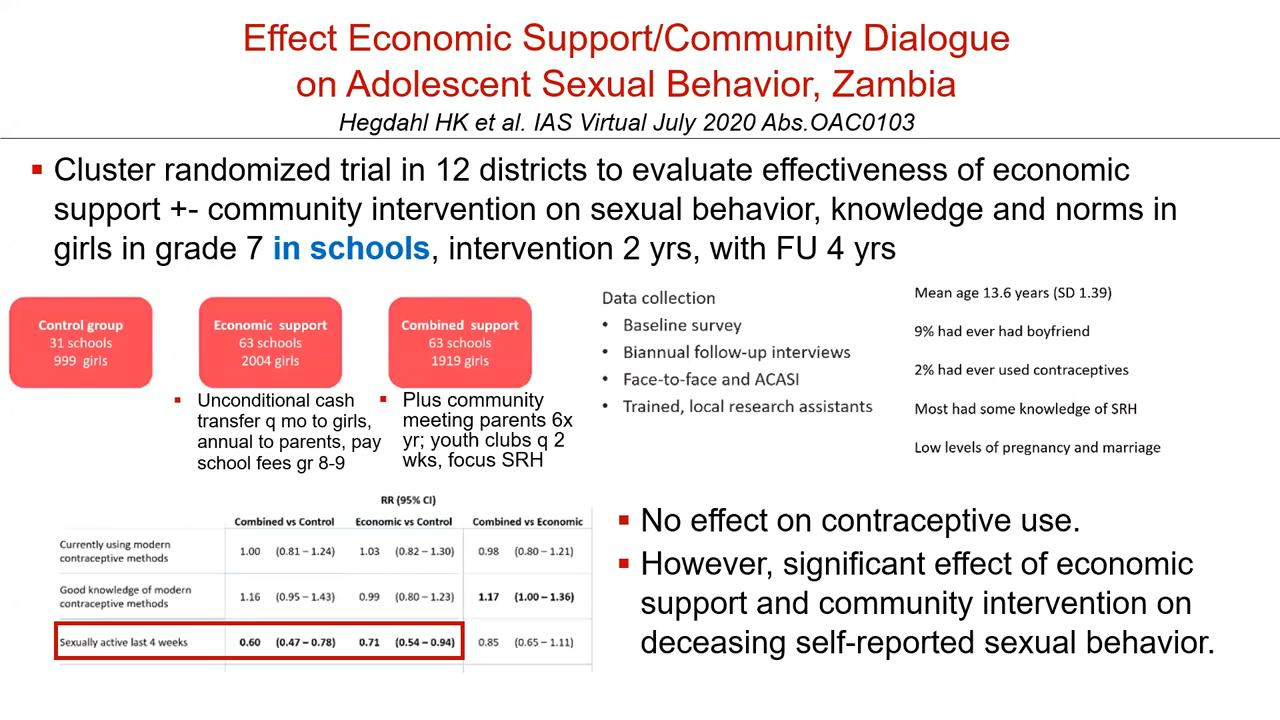 Effect Economic Support/Community Dialogue
on Adolescent Sexual Behavior, Zambia
Hegdahl HK et al. IAS Virtual July 2020 Abs.OAC0103
▪ Cluster randomized trial in 12 districts to evaluate effectiveness of economic
support +- community intervention on sexual behavior, knowledge and norms in
girls in grade 7 in schools, intervention 2 yrs, with FU 4 yrs
Control group
31 schools
999 girls
Economic support
63 schools
2004 girls
Combined support
63 schools
1919 girls
▪ Unconditional cash
transfer q mo to girls,
annual to parents, pay
school fees gr 8-9
▪ Plus community
meeting parents 6x
yr; youth clubs q 2
wks, focus SRH
Data collection
• Baseline survey
• Biannual follow-up interviews
• Face-to-face and ACASI
• Trained, local research assistants
Mean age 13.6 years (SD 1.39)
9% had ever had boyfriend
2% had ever used contraceptives
Most had some knowledge of SRH
Low levels of pregnancy and marriage
RR (95% CI)
Combined vs Control Economic vs Control Combined vs Economic
Currently using modern
contraceptive methods
1.00 (0.81 – 1.24) 1.03 (0.82 – 1.30) 0.98 (0.80 – 1.21)
Good knowledge of modern
contraceptive methods
1.16 (0.95 – 1.43) 0.99 (0.80 – 1.23) 1.17 (1.00 – 1.36)
Sexually active last 4 weeks 0.60 (0.47 – 0.78) 0.71 (0.54 – 0.94) 0.85 (0.65 – 1.11)
▪ No effect on contraceptive use.
▪ However, significant effect of economic
support and community intervention on
deceasing self-reported sexual behavior.